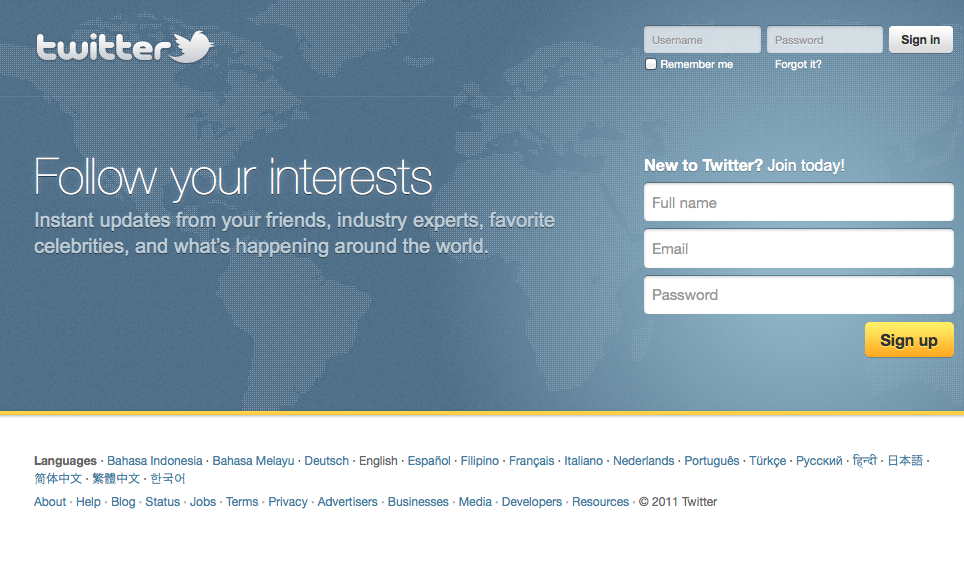 twitter
Username Password Sign in
Remember me Forgot it?
Follow your interests
Instant updates from your friends, industry experts, favorite
celebrities, and what's happening around the world.
New to Twitter? Join today!
Full name
Email
Password
Sign up
Languages · Bahasa Indonesia · Bahasa Melayu · Deutsch · English · Español · Filipino · Français · Italiano · Nederlands · Português · Türkçe · Русский · हिन्दी · 日本語 ·
简体中文 · 繁體中文 · 한국어
About · Help · Blog · Status · Jobs · Terms · Privacy · Advertisers · Businesses · Media · Developers · Resources · © 2011 Twitter